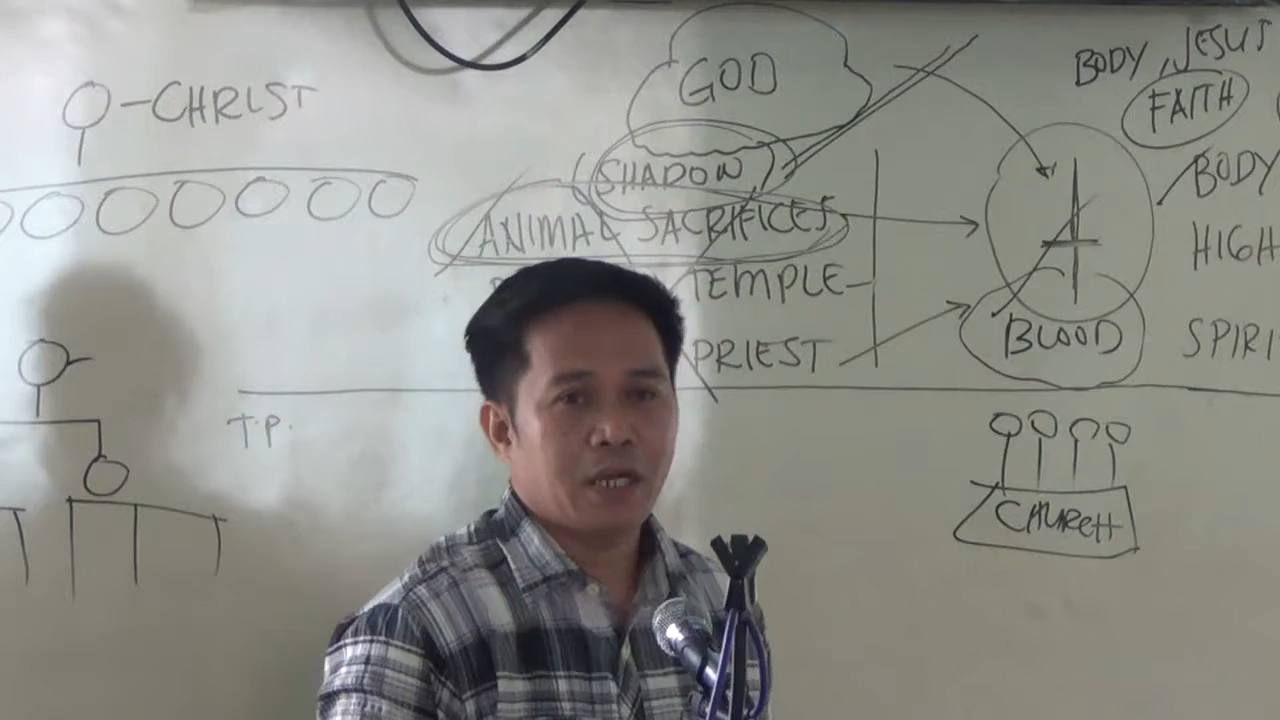 -CHRIST
GOD
(SHADOW)
ANIMAL SACRIFICES
TEMPLE-
PRIEST
T.P.
BODY, JESUS
FAITH
BODY
HIGH
BLOOD
SPIRI
CHURCH